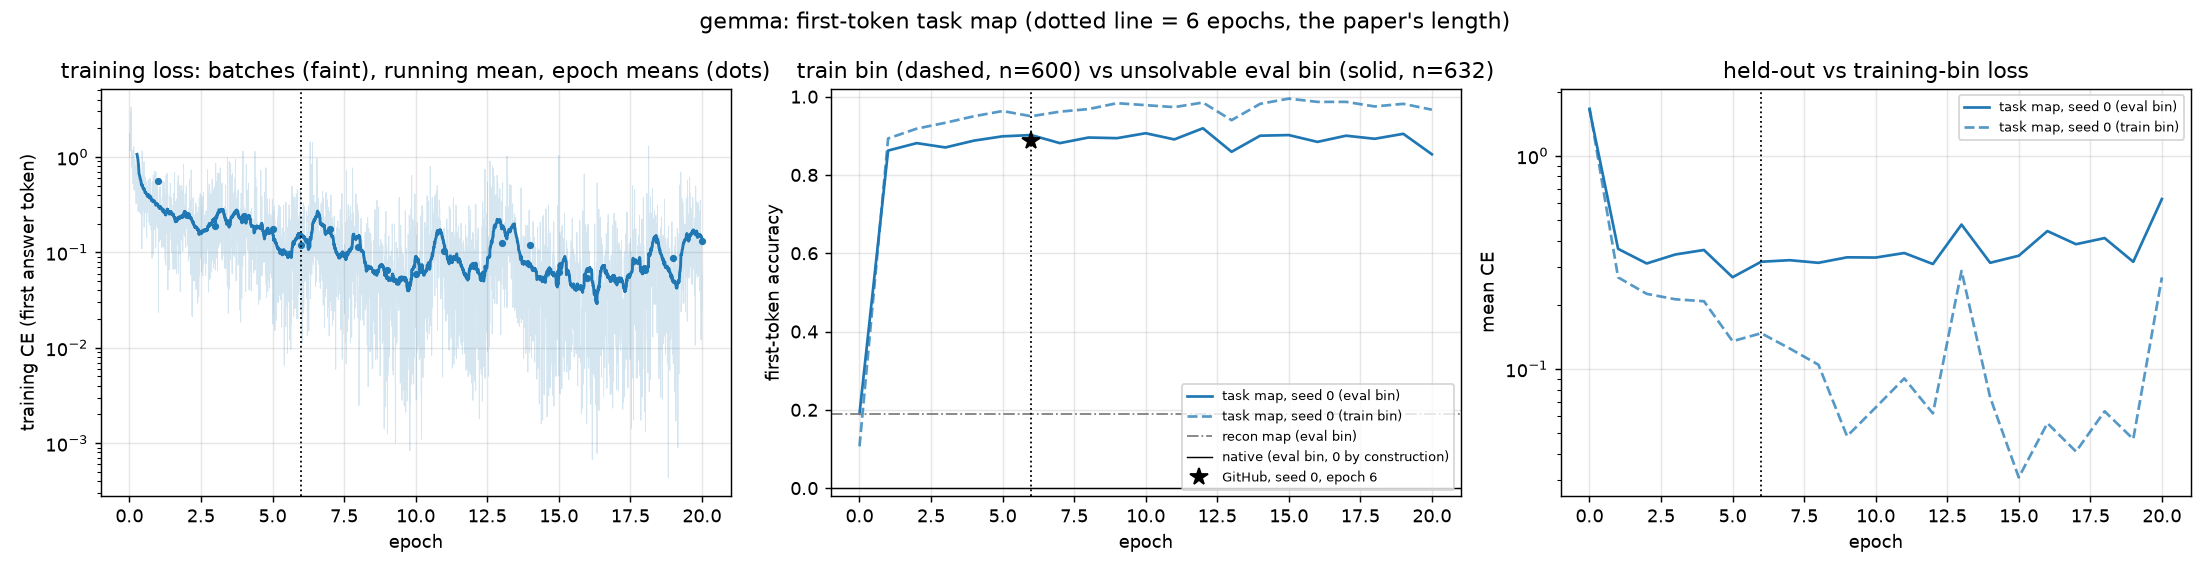 gemma: first-token task map (dotted line = 6 epochs, the paper's length)
training loss: batches (faint), running mean, epoch means (dots)
training CE (first answer token)
10⁰
10⁻¹
10⁻²
10⁻³
0.0 2.5 5.0 7.5 10.0 12.5 15.0 17.5 20.0
epoch
train bin (dashed, n=600) vs unsolvable eval bin (solid, n=632)
first-token accuracy
1.0
0.8
0.6
0.4
0.2
0.0
task map, seed 0 (eval bin)
task map, seed 0 (train bin)
recon map (eval bin)
native (eval bin, 0 by construction)
GitHub, seed 0, epoch 6
0.0 2.5 5.0 7.5 10.0 12.5 15.0 17.5 20.0
epoch
held-out vs training-bin loss
mean CE
10⁰
10⁻¹
task map, seed 0 (eval bin)
task map, seed 0 (train bin)
0.0 2.5 5.0 7.5 10.0 12.5 15.0 17.5 20.0
epoch